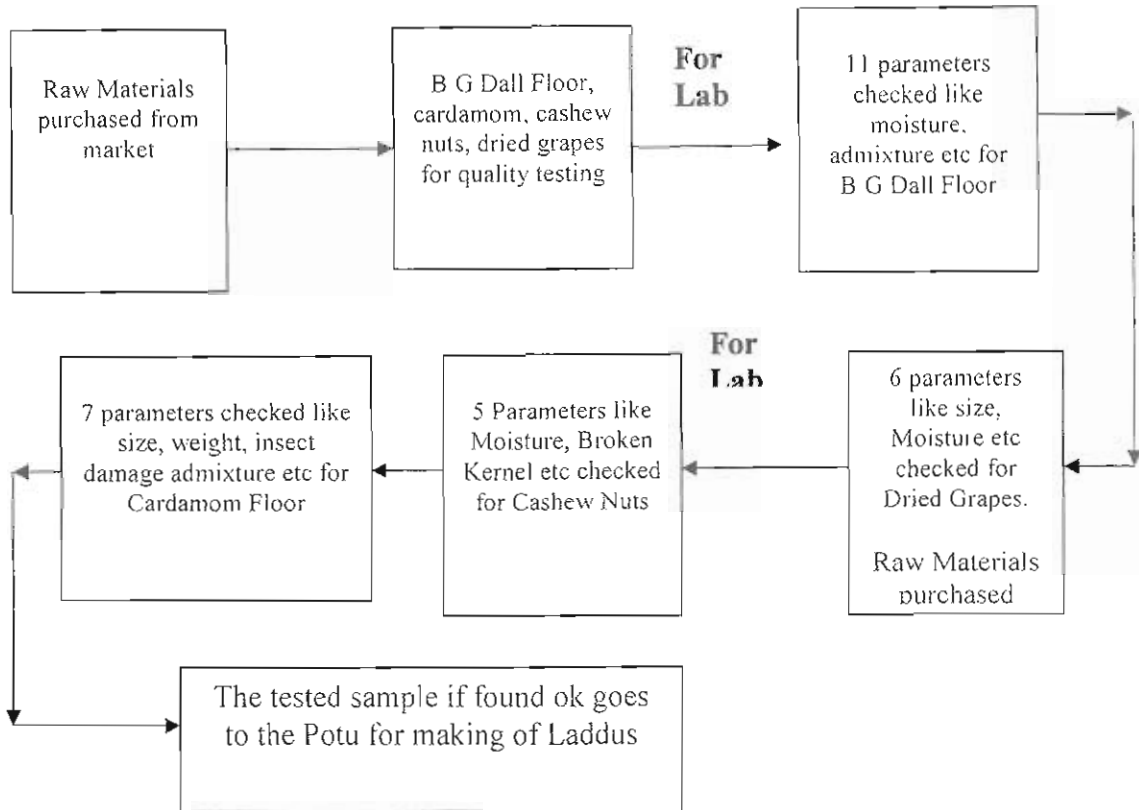 Raw Materials
purchased from
market
B G Dall Floor,
cardamom, cashew
nuts, dried grapes
for quality testing
For
Lab
11 parameters
checked like
moisture,
admixture etc for
B G Dall Floor
6 parameters
like size,
Moisture etc
checked for
Dried Grapes.
Raw Materials
purchased
For
Lab
5 Parameters like
Moisture, Broken
Kernel etc checked
for Cashew Nuts
7 parameters checked like
size, weight, insect
damage admixture etc for
Cardamom Floor
The tested sample if found ok goes
to the Potu for making of Laddus